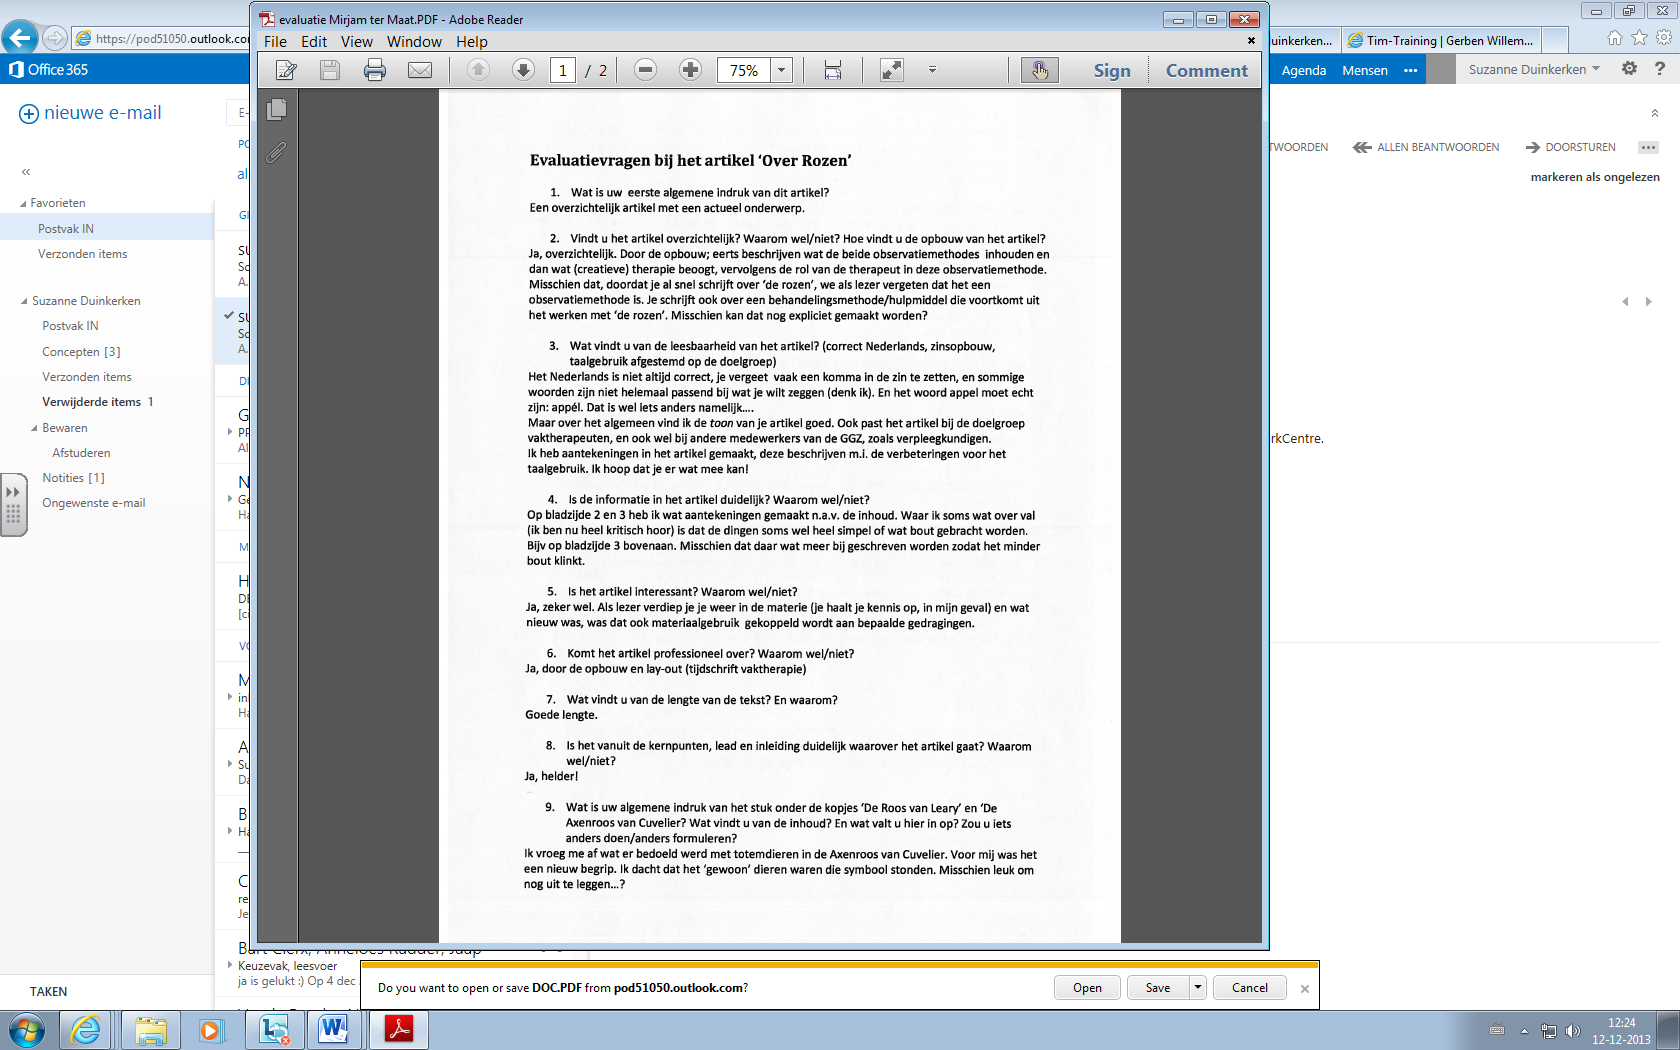 evaluatie Mirjam ter Maat.PDF - Adobe Reader
File Edit View Window Help
1 / 2 75% Sign Comment
https://pod51050.outlook.co
duinkerken...
Tim-Training | Gerben Willem...
Office 365
Agenda Mensen ••• Suzanne Duinkerken ?
nieuwe e-mail
TWOORDEN ALLEN BEANTWOORDEN DOORSTUREN •••
markeren als ongelezen
Favorieten
Postvak IN
Verzonden items
Suzanne Duinkerken
Postvak IN
Concepten [3]
Verzonden items
Verwijderde items 1
Bewaren
Afstuderen
Notities [1]
Ongewenste e-mail
TAKEN
Evaluatievragen bij het artikel ‘Over Rozen’
1. Wat is uw eerste algemene indruk van dit artikel?
Een overzichtelijk artikel met een actueel onderwerp.
2. Vindt u het artikel overzichtelijk? Waarom wel/niet? Hoe vindt u de opbouw van het artikel?
Ja, overzichtelijk. Door de opbouw; eerts beschrijven wat de beide observatiemethodes inhouden en
dan wat (creatieve) therapie beoogt, vervolgens de rol van de therapeut in deze observatiemethode.
Misschien dat, doordat je al snel schrijft over ‘de rozen’, we als lezer vergeten dat het een
observatiemethode is. Je schrijft ook over een behandelingsmethode/hulpmiddel die voortkomt uit
het werken met ‘de rozen’. Misschien kan dat nog expliciet gemaakt worden?
3. Wat vindt u van de leesbaarheid van het artikel? (correct Nederlands, zinsopbouw,
taalgebruik afgestemd op de doelgroep)
Het Nederlands is niet altijd correct, je vergeet vaak een komma in de zin te zetten, en sommige
woorden zijn niet helemaal passend bij wat je wilt zeggen (denk ik). En het woord appel moet echt
zijn: appél. Dat is wel iets anders namelijk....
Maar over het algemeen vind ik de toon van je artikel goed. Ook past het artikel bij de doelgroep
vaktherapeuten, en ook wel bij andere medewerkers van de GGZ, zoals verpleegkundigen.
Ik heb aantekeningen in het artikel gemaakt, deze beschrijven m.i. de verbeteringen voor het
taalgebruik. Ik hoop dat je er wat mee kan!
4. Is de informatie in het artikel duidelijk? Waarom wel/niet?
Op bladzijde 2 en 3 heb ik wat aantekeningen gemaakt n.a.v. de inhoud. Waar ik soms wat over val
(ik ben nu heel kritisch hoor) is dat de dingen soms wel heel simpel of wat bout gebracht worden.
Bijv op bladzijde 3 bovenaan. Misschien dat daar wat meer bij geschreven worden zodat het minder
bout klinkt.
5. Is het artikel interessant? Waarom wel/niet?
Ja, zeker wel. Als lezer verdiep je je weer in de materie (je haalt je kennis op, in mijn geval) en wat
nieuw was, was dat ook materiaalgebruik gekoppeld wordt aan bepaalde gedragingen.
6. Komt het artikel professioneel over? Waarom wel/niet?
Ja, door de opbouw en lay-out (tijdschrift vaktherapie)
7. Wat vindt u van de lengte van de tekst? En waarom?
Goede lengte.
8. Is het vanuit de kernpunten, lead en inleiding duidelijk waarover het artikel gaat? Waarom
wel/niet?
Ja, helder!
9. Wat is uw algemene indruk van het stuk onder de kopjes ‘De Roos van Leary’ en ‘De
Axenroos van Cuvelier? Wat vindt u van de inhoud? En wat valt u hier in op? Zou u iets
anders doen/anders formuleren?
Ik vroeg me af wat er bedoeld werd met totemdieren in de Axenroos van Cuvelier. Voor mij was het
een nieuw begrip. Ik dacht dat het ‘gewoon’ dieren waren die symbool stonden. Misschien leuk om
nog uit te leggen...?
rkCentre.
Keuzevak, leesvoer
ja is gelukt :) Op 4 dec
Do you want to open or save DOC.PDF from pod51050.outlook.com?
Open Save Cancel
12:24
12-12-2013